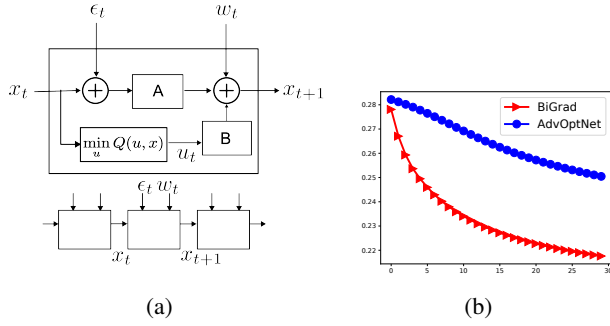 ϵ_t w_t
x_t + A + x_{t+1}
min_u Q(u, x) u_t B
ϵ_t w_t
x_t x_{t+1}
(a)
BiGrad
AdvOptNet
0.28
0.27
0.26
0.25
0.24
0.23
0.22
0 5 10 15 20 25 30
(b)